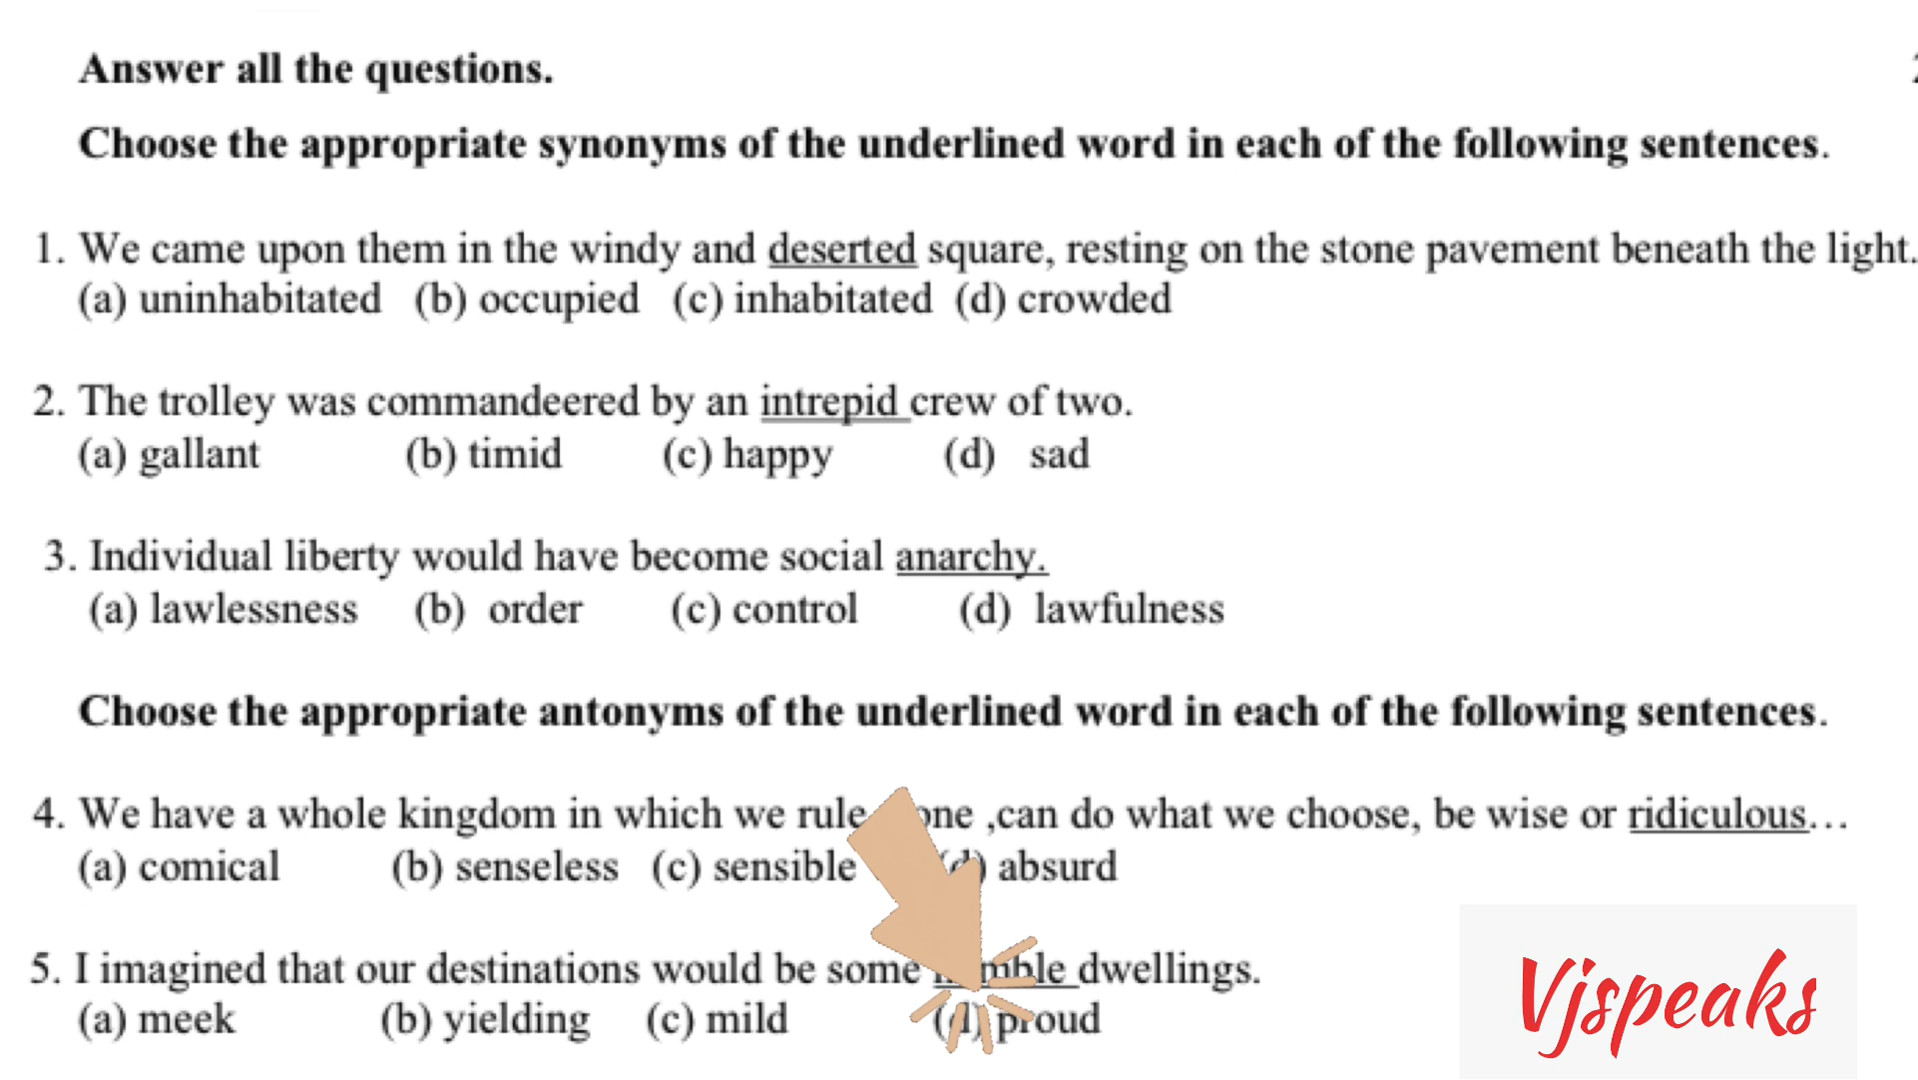 Answer all the questions.
Choose the appropriate synonyms of the underlined word in each of the following sentences.
1. We came upon them in the windy and deserted square, resting on the stone pavement beneath the light.
(a) uninhabitated (b) occupied (c) inhabitated (d) crowded
2. The trolley was commandeered by an intrepid crew of two.
(a) gallant (b) timid (c) happy (d) sad
3. Individual liberty would have become social anarchy.
(a) lawlessness (b) order (c) control (d) lawfulness
Choose the appropriate antonyms of the underlined word in each of the following sentences.
4. We have a whole kingdom in which we rule ,can do what we choose, be wise or ridiculous…
(a) comical (b) senseless (c) sensible (d) absurd
5. I imagined that our destinations would be some dwellings.
(a) meek (b) yielding (c) mild (d) proud
Vjspeaks